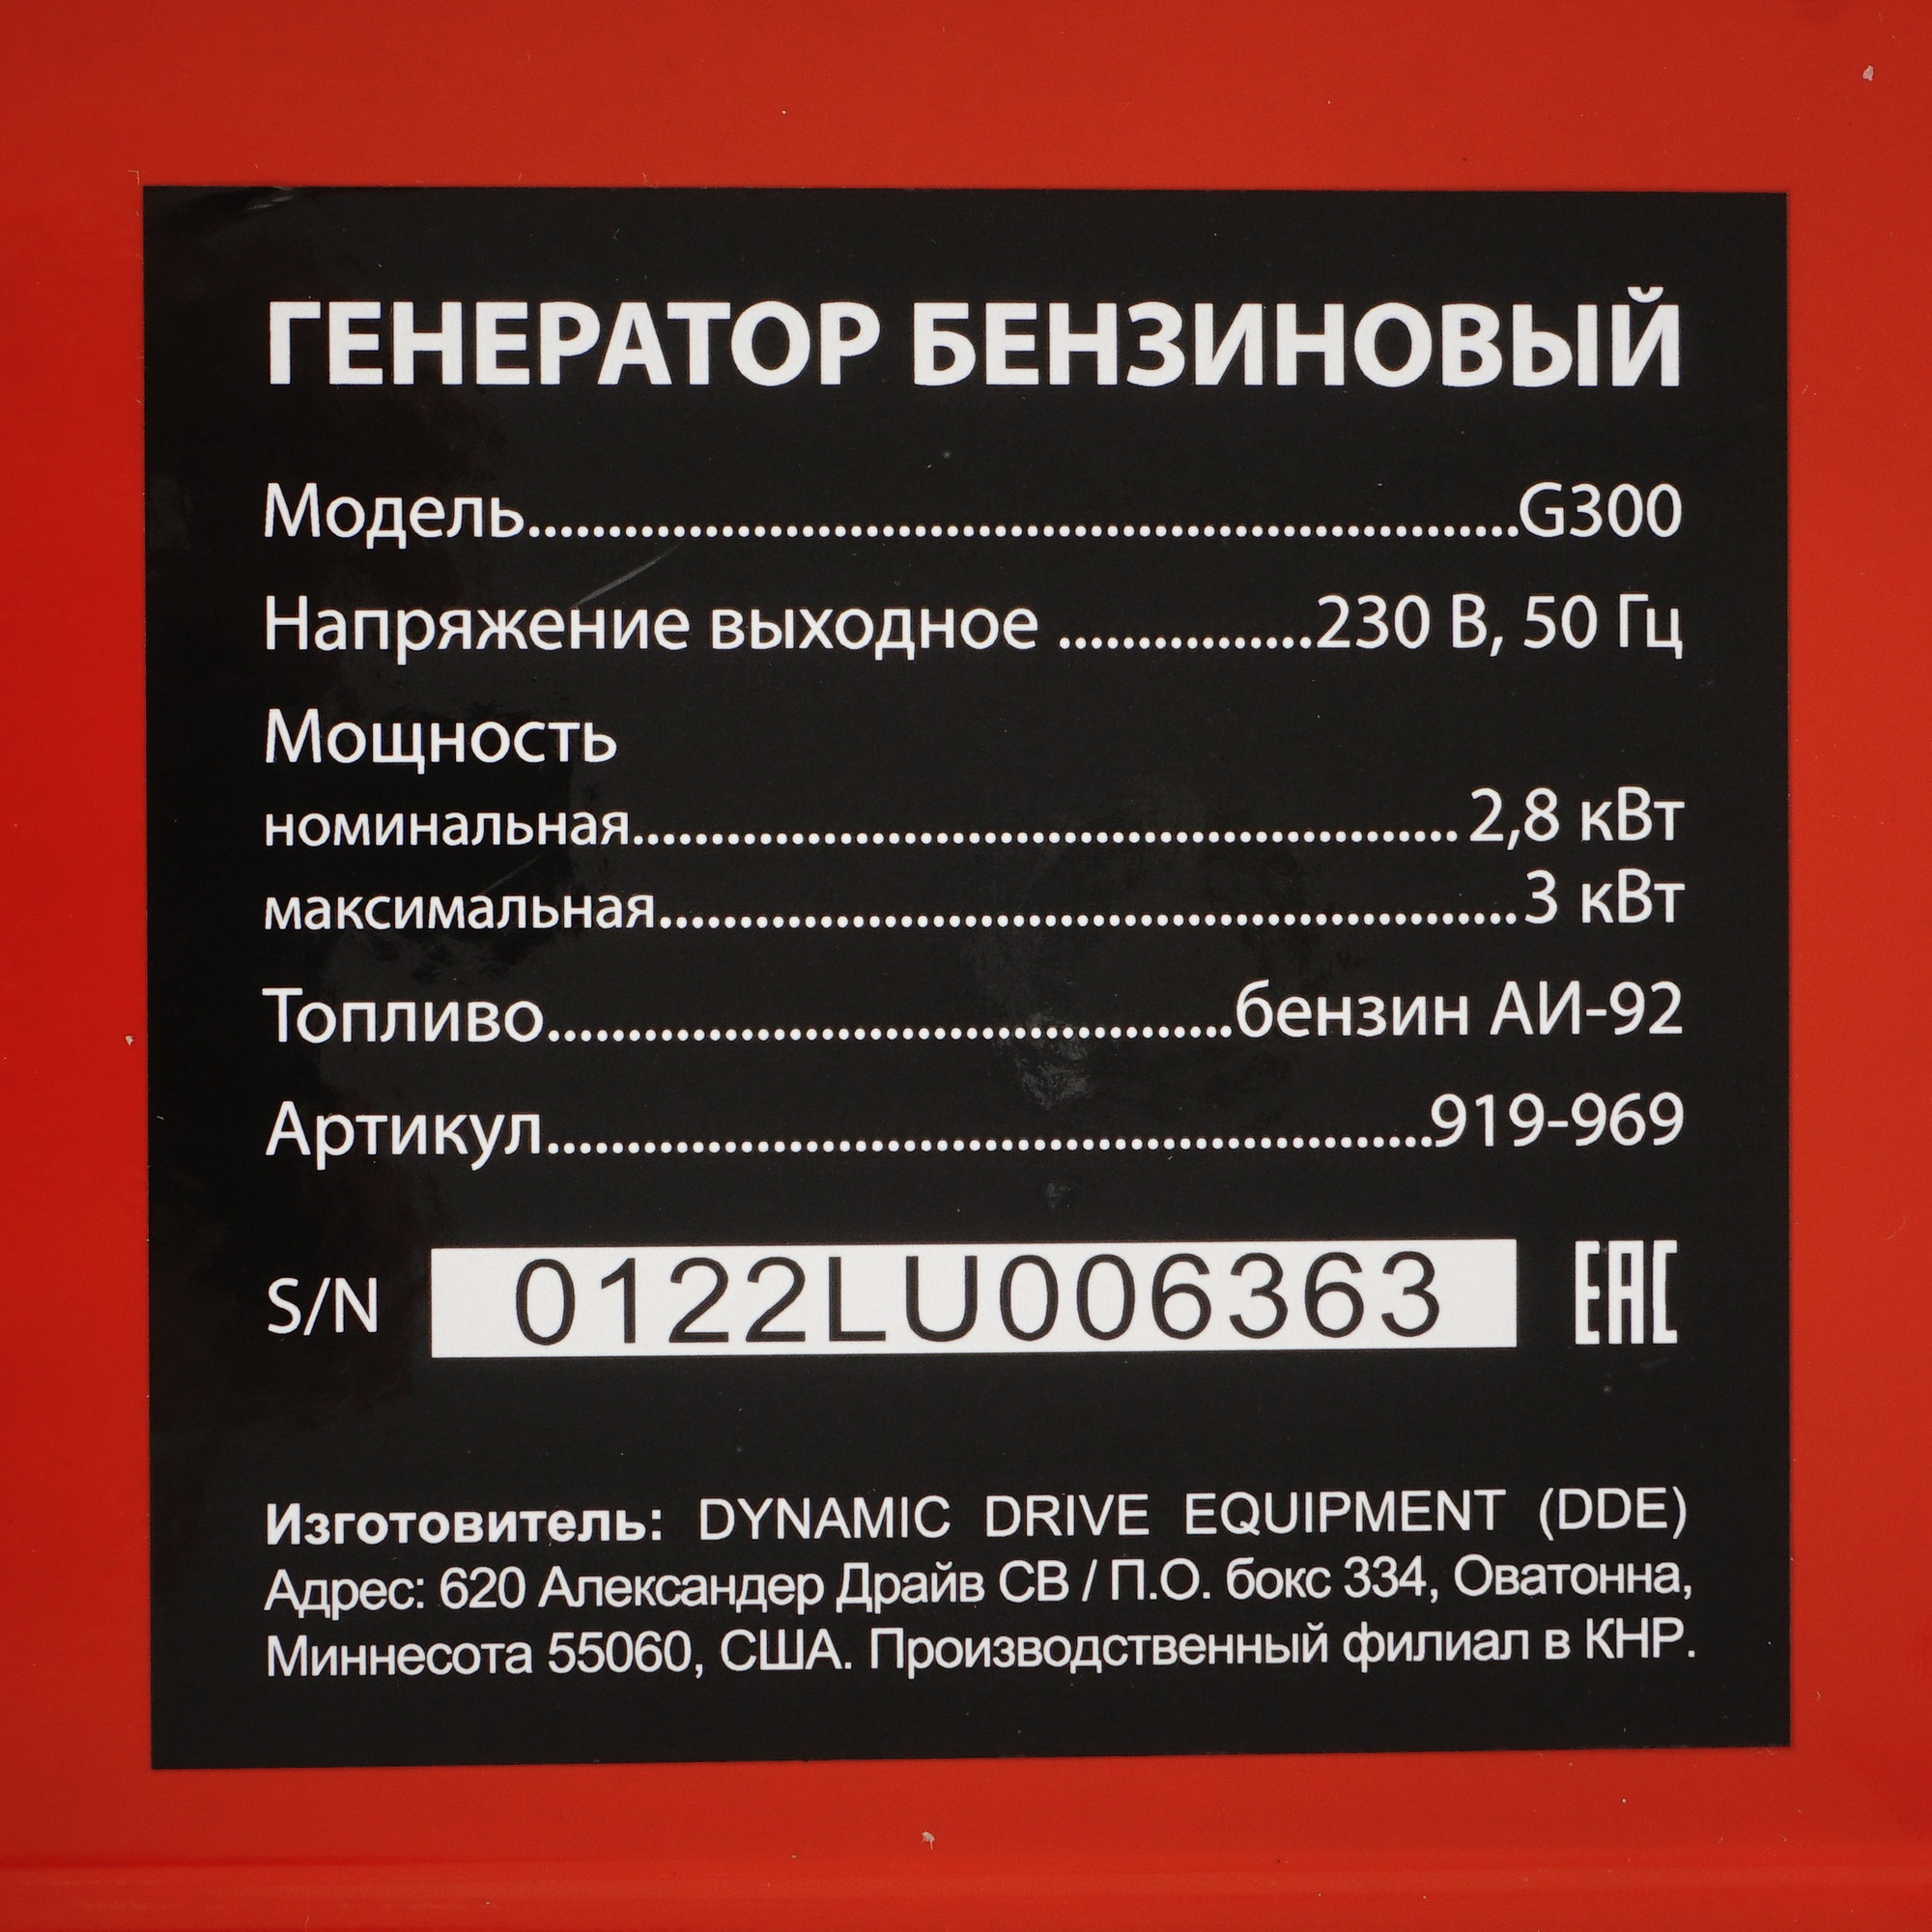 ГЕНЕРАТОР БЕНЗИНОВЫЙ
Модель............................................................G300
Напряжение выходное ................230 В, 50 Гц
Мощность
номинальная.................................................... 2,8 кВт
максимальная......................................................3 кВт
Топливо...........................................бензин АИ-92
Артикул.......................................................919-969
S/N 0122LU006363 EAC
Изготовитель: DYNAMIC DRIVE EQUIPMENT (DDE)
Адрес: 620 Александер Драйв СВ / П.О. бокс 334, Оватонна,
Миннесота 55060, США. Производственный филиал в КНР.